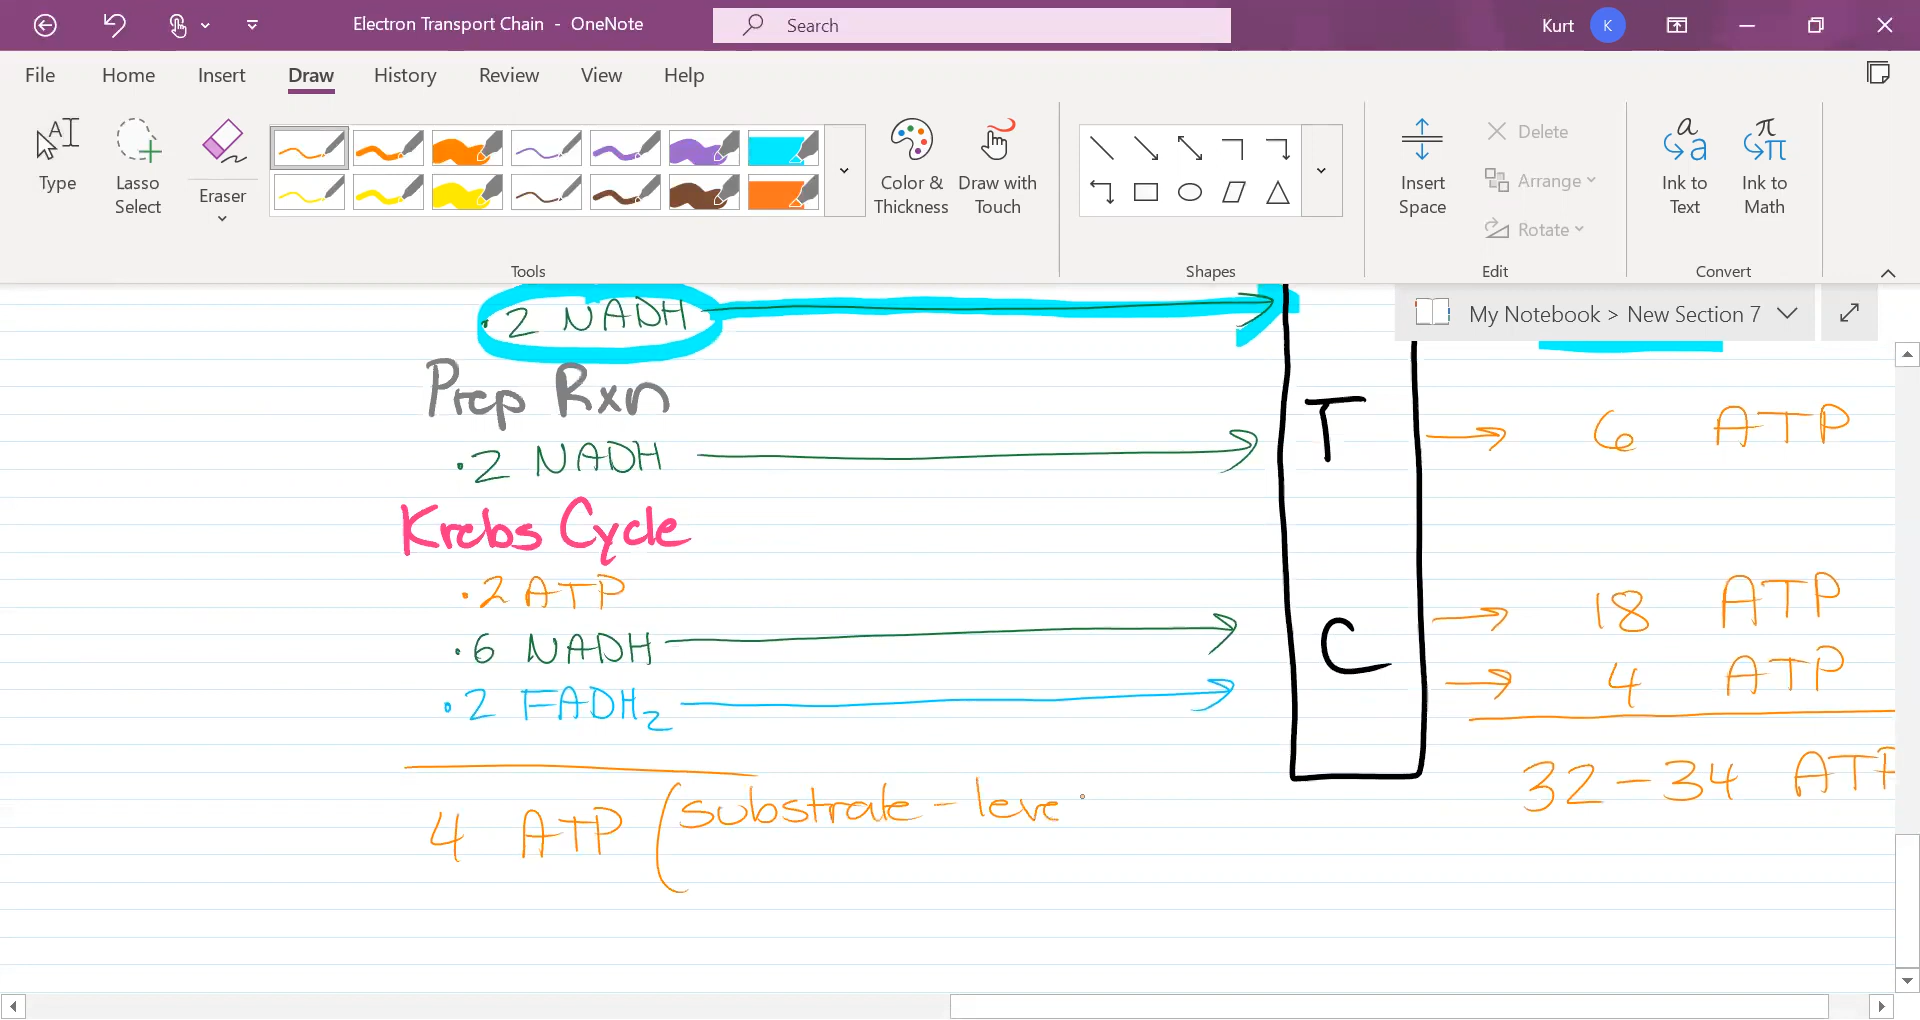 Electron Transport Chain - OneNote
Search
Kurt
K
File Home Insert Draw History Review View Help
Type
Lasso Select
Eraser
Color & Thickness
Draw with Touch
Insert Space
Delete
Arrange
Rotate
Ink to Text
Ink to Math
Tools
Shapes
Edit
Convert
My Notebook > New Section 7
· 2 NADH
Prep Rxn
T
6 ATP
· 2 NADH
Krebs Cycle
· 2 ATP
18 ATP
· 6 NADH
C
4 ATP
· 2 FADH2
32-34 ATP
4 ATP (substrate-leve